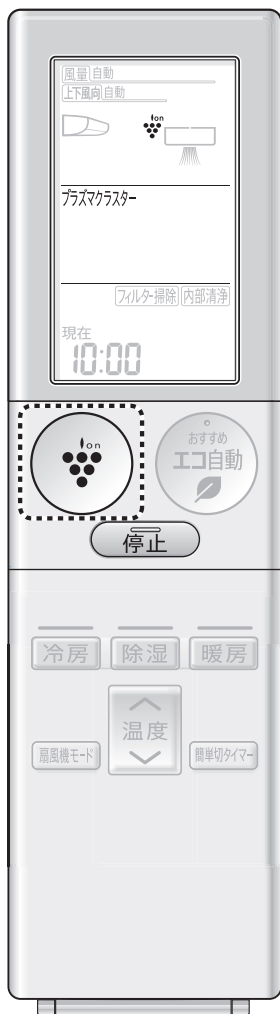 風量 自動
上下風向 自動
ion
プラズマクラスター
フィルター掃除 内部清浄
現在
10:00
ion
おすすめ
エコ自動
停止
冷房 除湿 暖房
温度
扇風機モード 簡単切タイマー